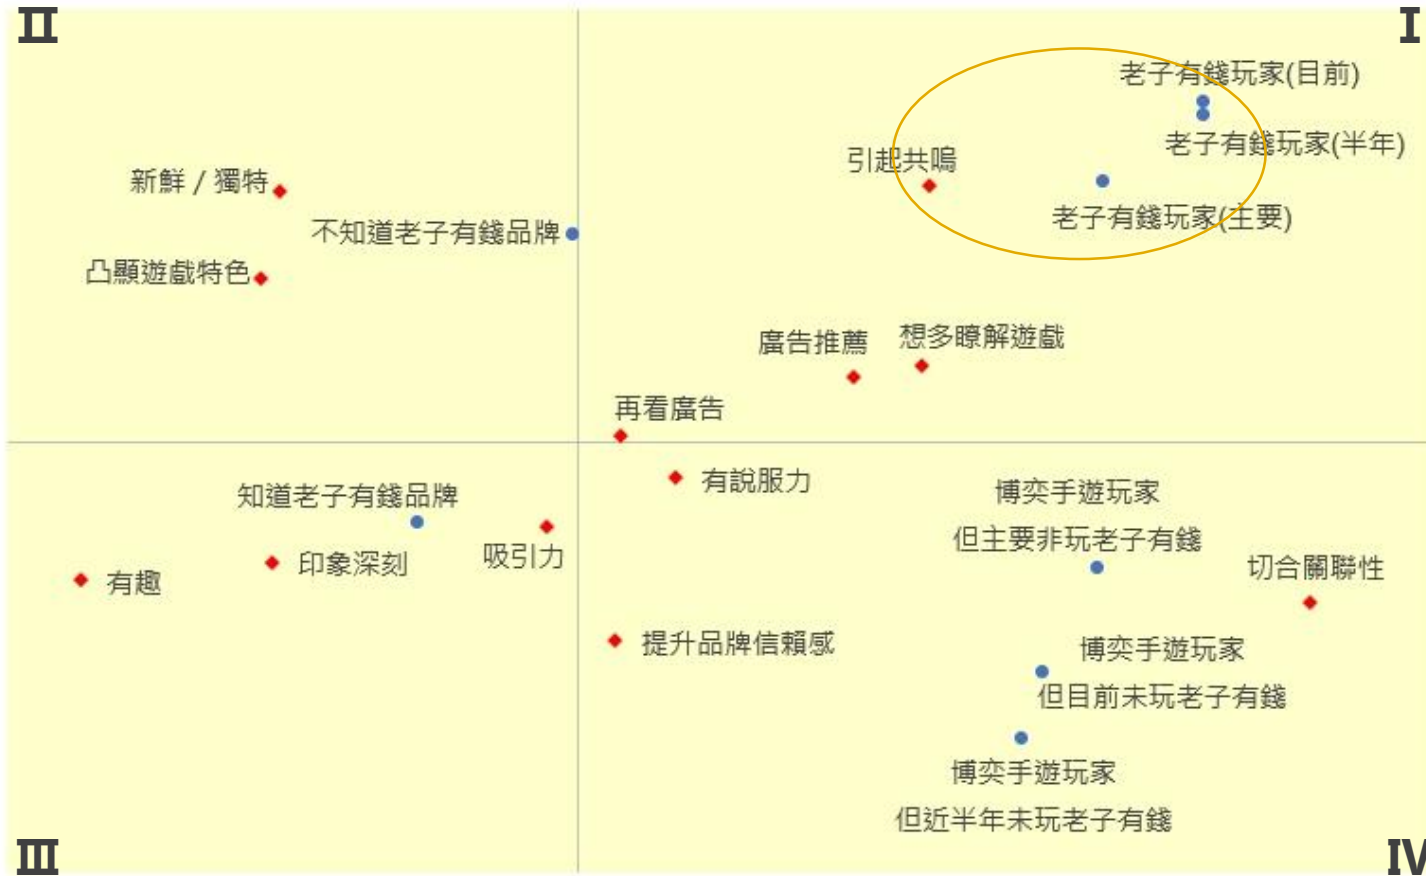 II
I
老子有錢玩家(目前)
老子有錢玩家(半年)
引起共鳴
新鮮 / 獨特
老子有錢玩家(主要)
不知道老子有錢品牌
凸顯遊戲特色
廣告推薦
想多瞭解遊戲
再看廣告
有說服力
知道老子有錢品牌
博奕手遊玩家
但主要非玩老子有錢
吸引力
印象深刻
有趣
切合關聯性
提升品牌信賴感
博奕手遊玩家
但目前未玩老子有錢
博奕手遊玩家
但近半年未玩老子有錢
III
IV